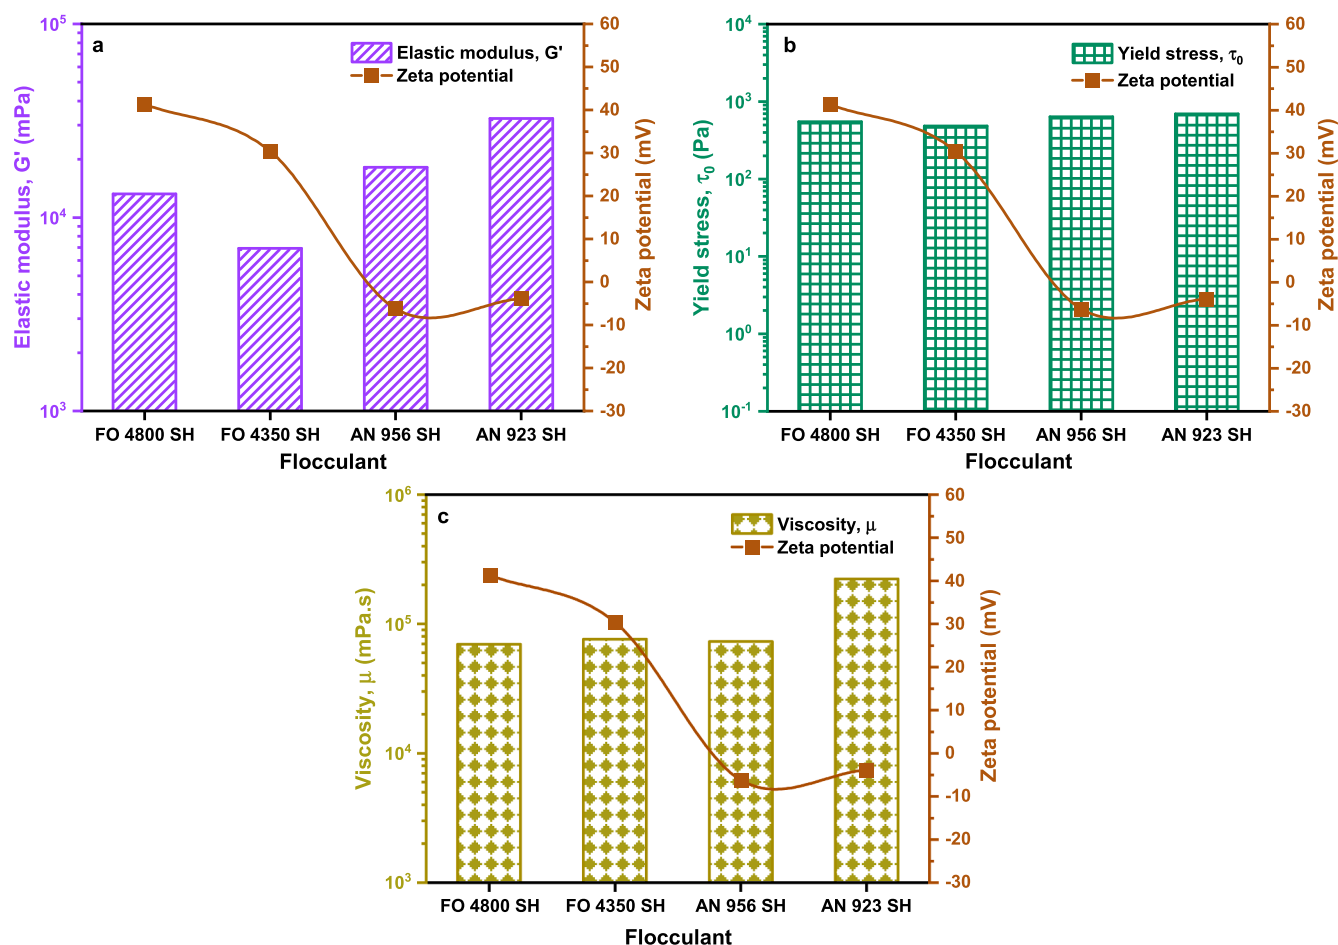 a
Elastic modulus, G'
Zeta potential
10⁵
10⁴
10³
Elastic modulus, G' (mPa)
60
50
40
30
20
10
0
-10
-20
-30
Zeta potential (mV)
FO 4800 SH FO 4350 SH AN 956 SH AN 923 SH
Flocculant
b
Yield stress, τ₀
Zeta potential
10⁴
10³
10²
10¹
10⁰
10⁻¹
Yield stress, τ₀ (Pa)
60
50
40
30
20
10
0
-10
-20
-30
Zeta potential (mV)
FO 4800 SH FO 4350 SH AN 956 SH AN 923 SH
Flocculant
c
Viscosity, μ
Zeta potential
10⁶
10⁵
10⁴
10³
Viscosity, μ (mPa.s)
60
50
40
30
20
10
0
-10
-20
-30
Zeta potential (mV)
FO 4800 SH FO 4350 SH AN 956 SH AN 923 SH
Flocculant